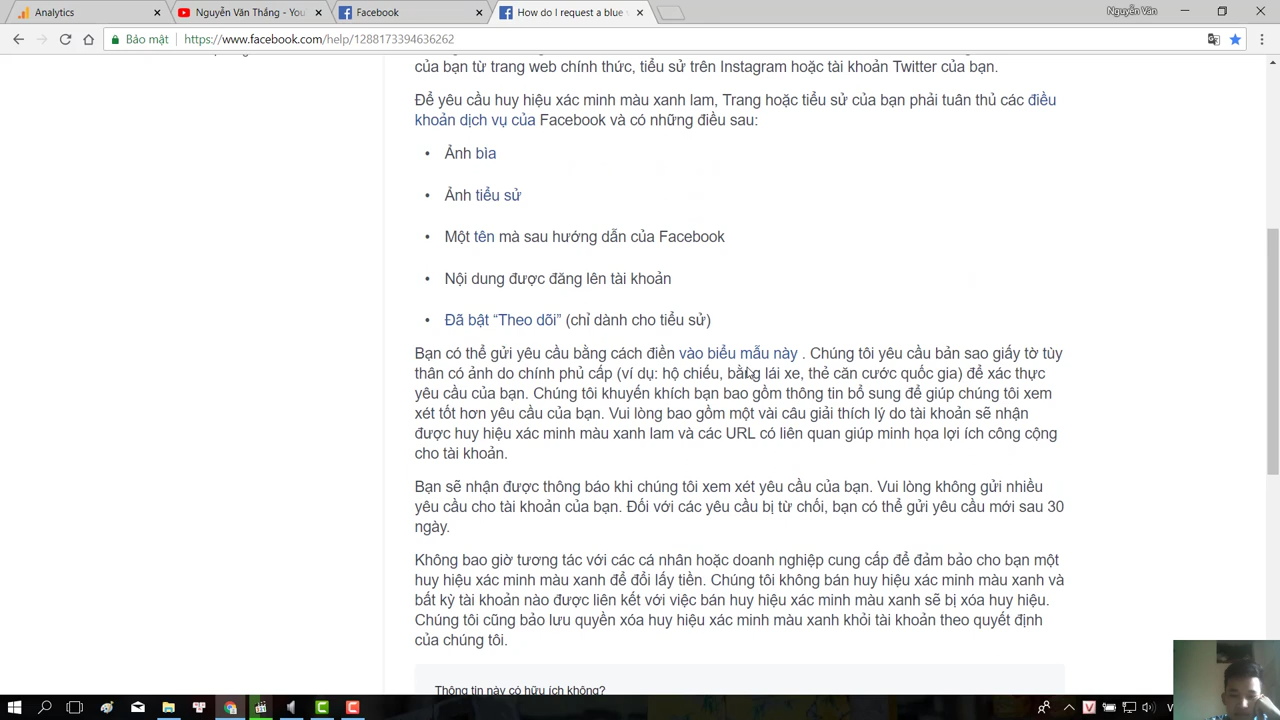 Analytics
Nguyễn Văn Thắng - You
Facebook
How do I request a blue
Nguyễn Văn
Bảo mật
https://www.facebook.com/help/1288173394636262
của bạn từ trang web chính thức, tiểu sử trên Instagram hoặc tài khoản Twitter của bạn.
Để yêu cầu huy hiệu xác minh màu xanh lam, Trang hoặc tiểu sử của bạn phải tuân thủ các điều
khoản dịch vụ của Facebook và có những điều sau:
• Ảnh bìa
• Ảnh tiểu sử
• Một tên mà sau hướng dẫn của Facebook
• Nội dung được đăng lên tài khoản
• Đã bật “Theo dõi” (chỉ dành cho tiểu sử)
Bạn có thể gửi yêu cầu bằng cách điền vào biểu mẫu này . Chúng tôi yêu cầu bản sao giấy tờ tùy
thân có ảnh do chính phủ cấp (ví dụ: hộ chiếu, bằng lái xe, thẻ căn cước quốc gia) để xác thực
yêu cầu của bạn. Chúng tôi khuyến khích bạn bao gồm thông tin bổ sung để giúp chúng tôi xem
xét tốt hơn yêu cầu của bạn. Vui lòng bao gồm một vài câu giải thích lý do tài khoản sẽ nhận
được huy hiệu xác minh màu xanh lam và các URL có liên quan giúp minh họa lợi ích công cộng
cho tài khoản.
Bạn sẽ nhận được thông báo khi chúng tôi xem xét yêu cầu của bạn. Vui lòng không gửi nhiều
yêu cầu cho tài khoản của bạn. Đối với các yêu cầu bị từ chối, bạn có thể gửi yêu cầu mới sau 30
ngày.
Không bao giờ tương tác với các cá nhân hoặc doanh nghiệp cung cấp để đảm bảo cho bạn một
huy hiệu xác minh màu xanh để đổi lấy tiền. Chúng tôi không bán huy hiệu xác minh màu xanh và
bất kỳ tài khoản nào được liên kết với việc bán huy hiệu xác minh màu xanh sẽ bị xóa huy hiệu.
Chúng tôi cũng bảo lưu quyền xóa huy hiệu xác minh màu xanh khỏi tài khoản theo quyết định
của chúng tôi.
Thông tin này có hữu ích không?